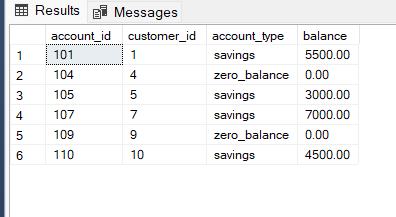 Results Messages
account_id customer_id account_type balance
1 101 1 savings 5500.00
2 104 4 zero_balance 0.00
3 105 5 savings 3000.00
4 107 7 savings 7000.00
5 109 9 zero_balance 0.00
6 110 10 savings 4500.00